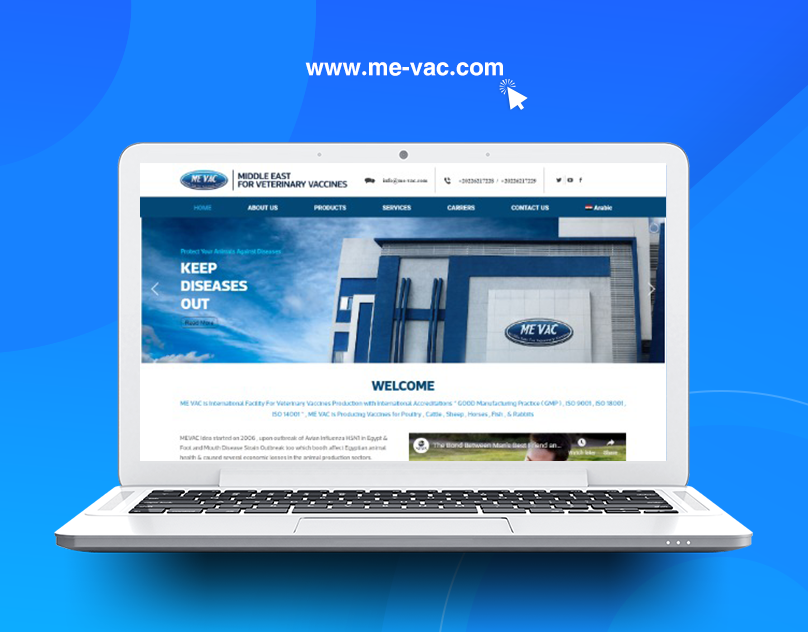 www.me-vac.com
ME VAC
MIDDLE EAST
FOR VETERINARY VACCINES
info@me-vac.com
+20226217228 / +20226217229
HOME
ABOUT US
PRODUCTS
SERVICES
CARRERS
CONTACT US
Arabic
Protect Your Animals Against Diseases
KEEP
DISEASES
OUT
Read More
ME VAC
WELCOME
ME VAC is International Facility For Veterinary Vaccines Production with International Accreditations " GOOD Manufacturing Practice ( GMP ) , ISO 9001 , ISO 18001 ,
ISO 14001 " , ME VAC is Producing Vaccines for Poultry , Cattle , Sheep , Horses , Fish , & Rabbits
MEVAC idea started on 2006 , upon outbreak of Avian Influenza H5N1 in Egypt &
Foot and Mouth Disease Strain Outbreak too which booth affect Egyptian animal
health & caused several economic losses in the animal production sectors
The Bond Between Man's Best Friend an...
Watch later
Share